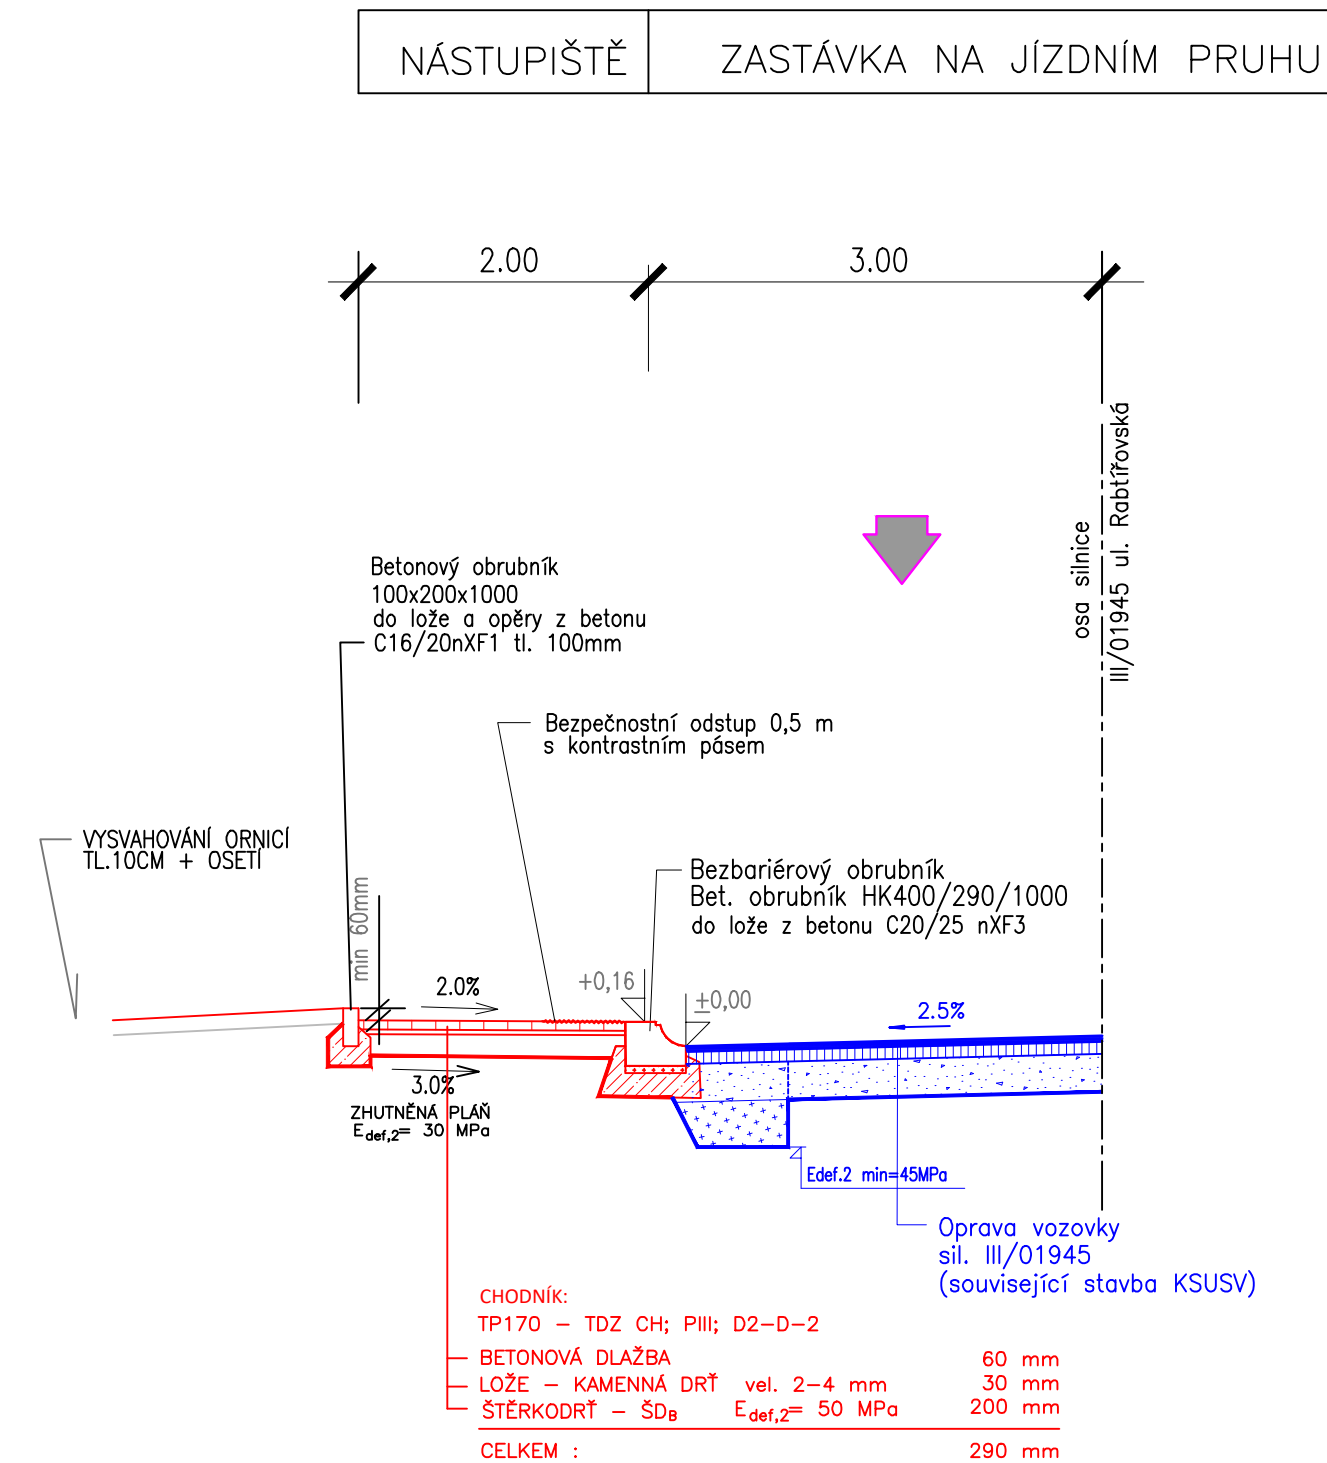 NÁSTUPIŠTĚ
ZASTÁVKA NA JÍZDNÍM PRUHU
2.00
3.00
osa silnice
III/01945 ul. Rabtířovská
Betonový obrubník
100x200x1000
do lože a opěry z betonu
C16/20nXF1 tl. 100mm
Bezpečnostní odstup 0,5 m
s kontrastním pásem
VYSVAHOVÁNÍ ORNICÍ
TL.10CM + OSETÍ
min 60mm
Bezbariérový obrubník
Bet. obrubník HK400/290/1000
do lože z betonu C20/25 nXF3
2.0%
+0,16
±0,00
2.5%
3.0%
ZHUTNĚNÁ PLÁŇ
Edef,2= 30 MPa
Edef.2 min=45MPa
Oprava vozovky
sil. III/01945
(související stavba KSUSV)
CHODNÍK:
TP170 – TDZ CH; PIII; D2–D–2
BETONOVÁ DLAŽBA 60 mm
LOŽE – KAMENNÁ DRŤ vel. 2–4 mm 30 mm
ŠTĚRKODRŤ – ŠDB Edef,2= 50 MPa 200 mm
CELKEM : 290 mm